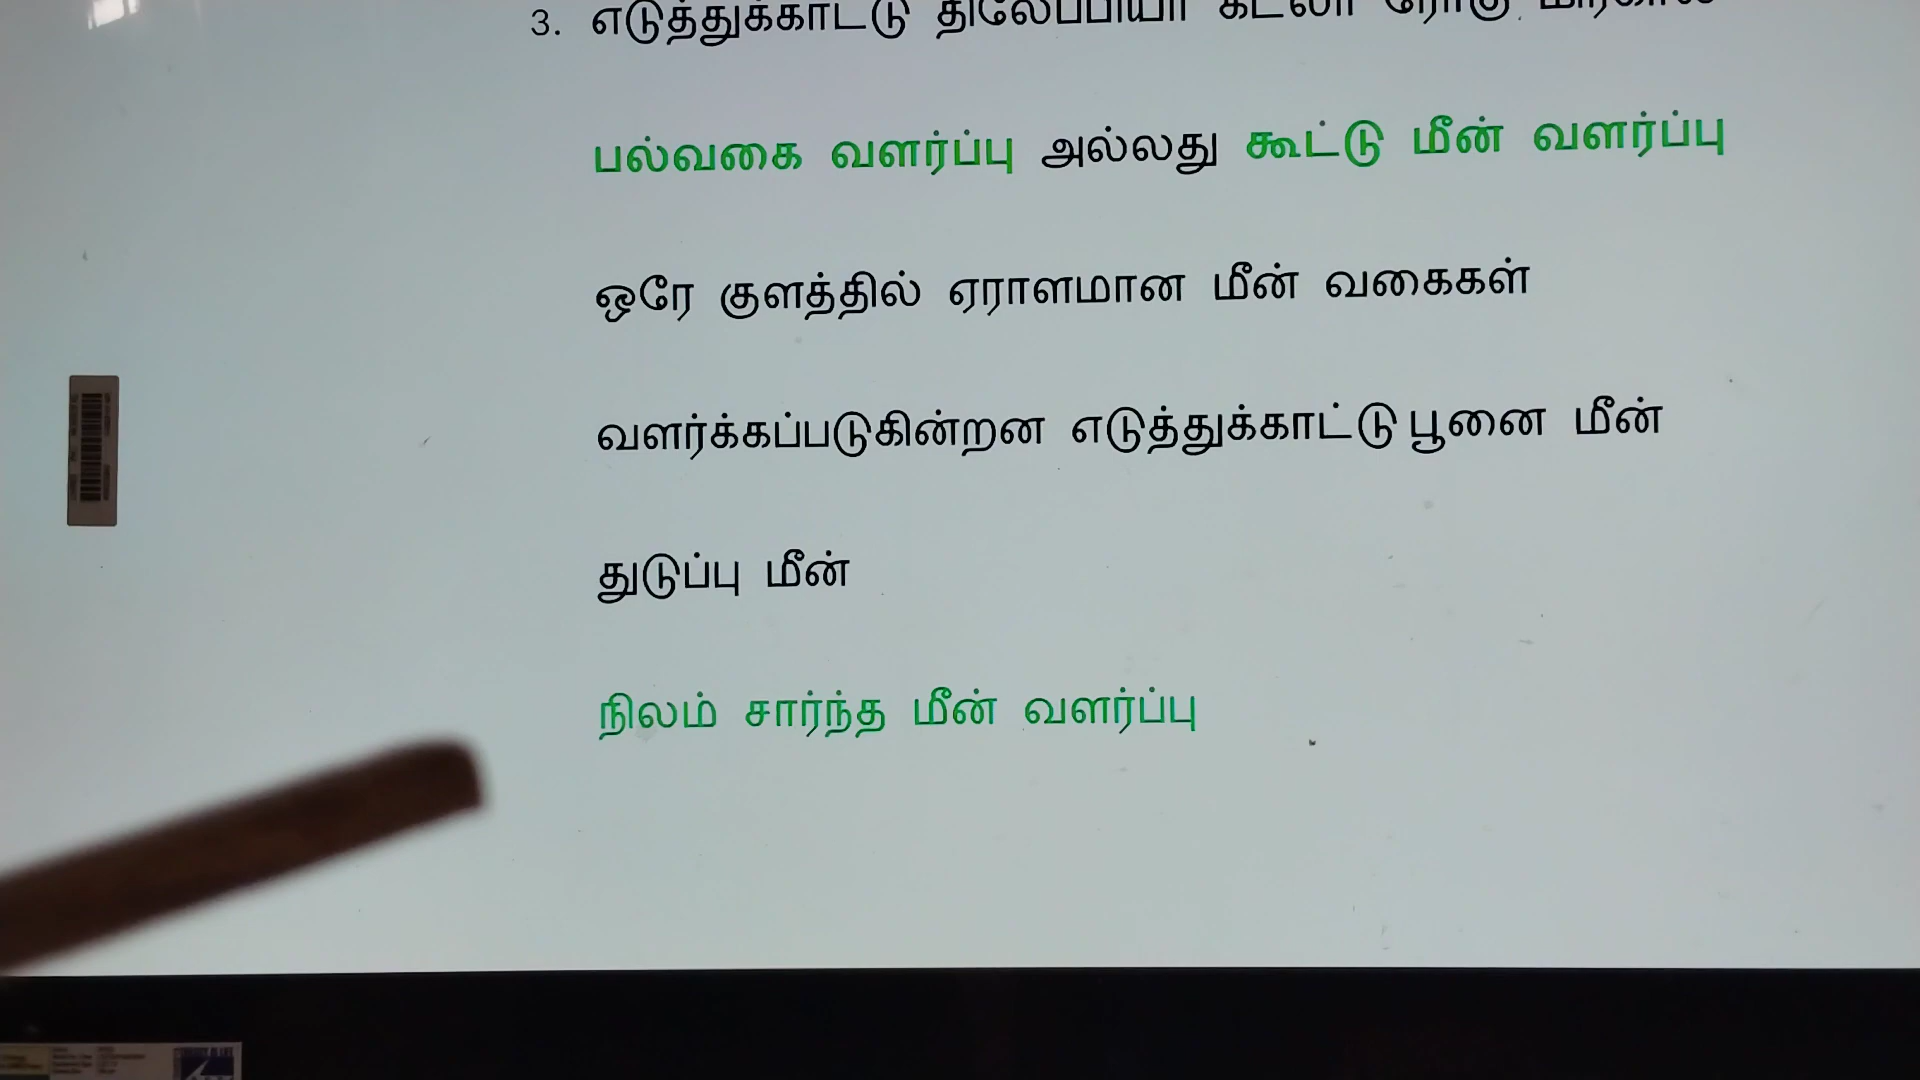 3. எடுத்துக்காட்டு திலேப்பியா கட்லா ரோகு மிர்கால்
பல்வகை வளர்ப்பு அல்லது கூட்டு மீன் வளர்ப்பு
ஒரே குளத்தில் ஏராளமான மீன் வகைகள்
வளர்க்கப்படுகின்றன எடுத்துக்காட்டு பூனை மீன்
துடுப்பு மீன்
நிலம் சார்ந்த மீன் வளர்ப்பு